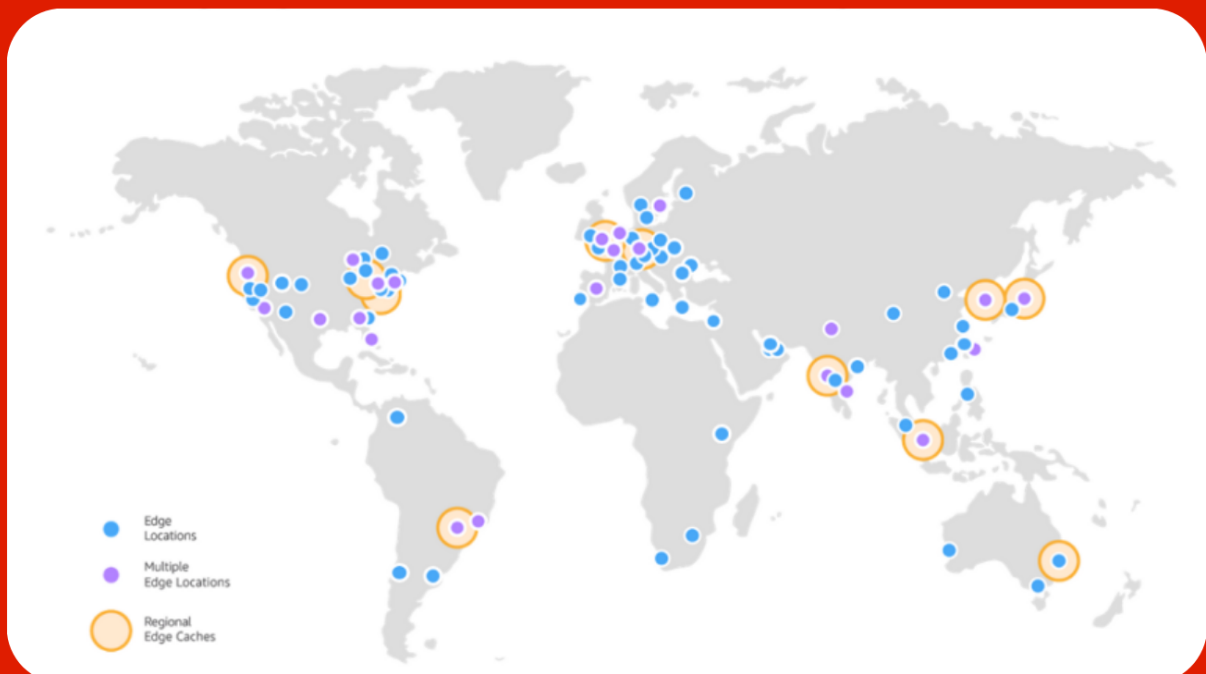 Edge
Locations
Multiple
Edge Locations
Regional
Edge Caches